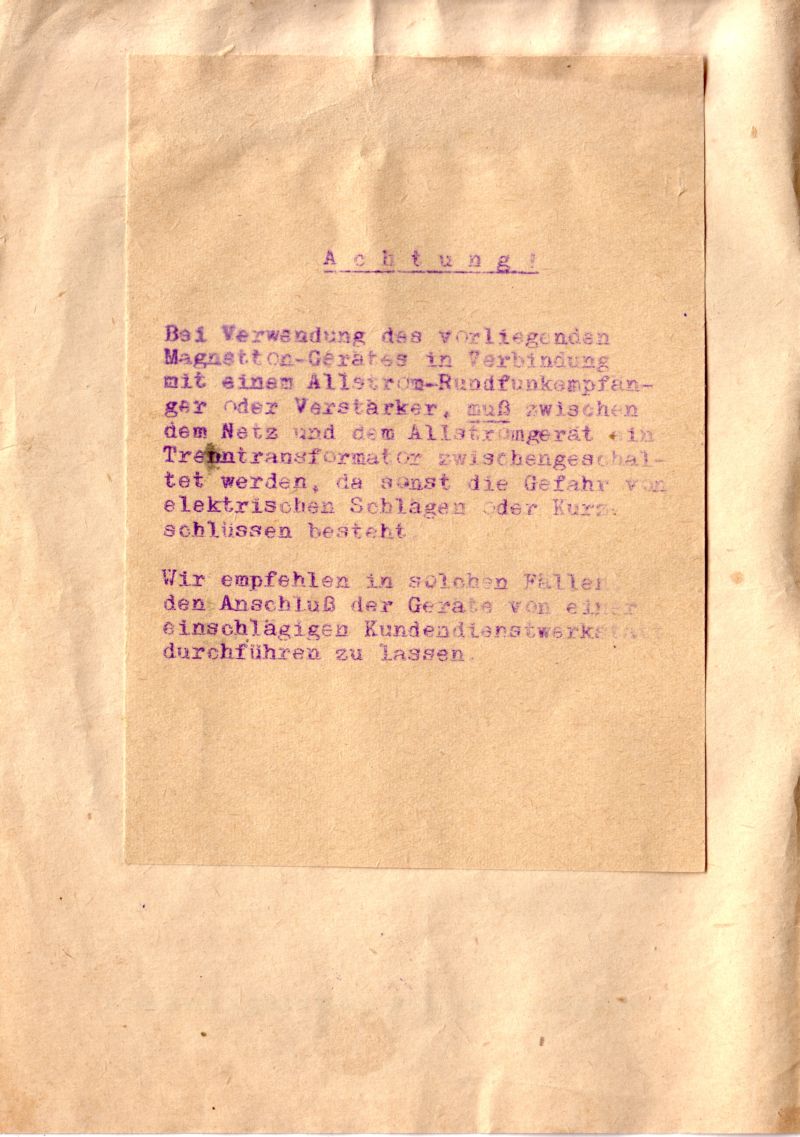 Achtung!
Bei Verwendung des vorliegenden
Magnetton-Gerätes in Verbindung
mit einem Allstrom-Rundfunkempfän-
ger oder Verstärker, muß zwischen
dem Netz und dem Allstromgerät ein
Trenntransformator zwischengeschal-
tet werden, da sonst die Gefahr von
elektrischen Schlägen oder Kurz-
schlüssen besteht.
Wir empfehlen in solchen Fällen
den Anschluß der Geräte von einer
einschlägigen Kundendienstwerkstatt
durchführen zu lassen.